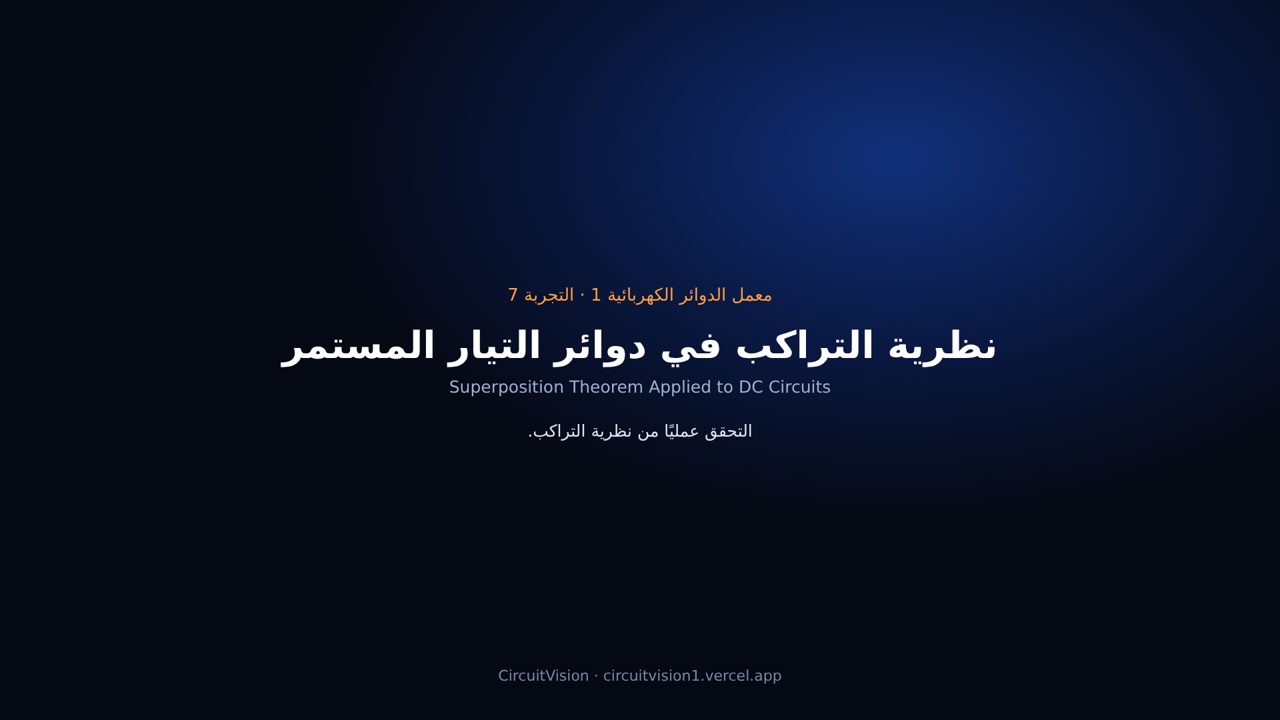 معمل الدوائر الكهربائية 1 · التجربة 7
نظرية التراكب في دوائر التيار المستمر
Superposition Theorem Applied to DC Circuits
التحقق عمليًا من نظرية التراكب.
CircuitVision · circuitvision1.vercel.app